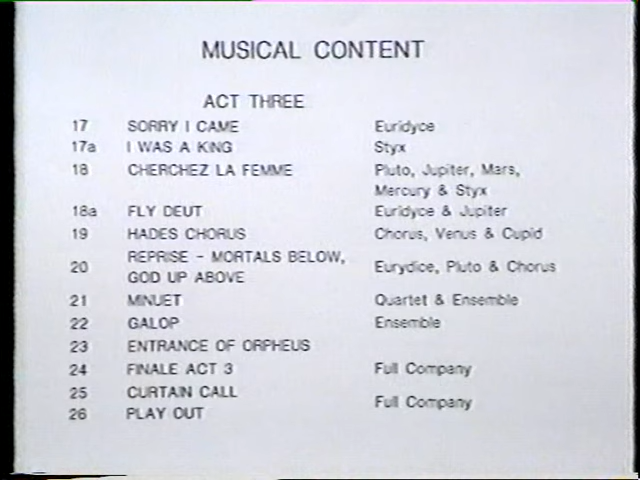 MUSICAL CONTENT
ACT THREE
17 SORRY I CAME Euridyce
17a I WAS A KING Styx
18 CHERCHEZ LA FEMME Pluto, Jupiter, Mars,
Mercury & Styx
18a FLY DEUT Euridyce & Jupiter
19 HADES CHORUS Chorus, Venus & Cupid
20 REPRISE - MORTALS BELOW,
GOD UP ABOVE Eurydice, Pluto & Chorus
21 MINUET Quartet & Ensemble
22 GALOP Ensemble
23 ENTRANCE OF ORPHEUS
24 FINALE ACT 3 Full Company
25 CURTAIN CALL
26 PLAY OUT Full Company